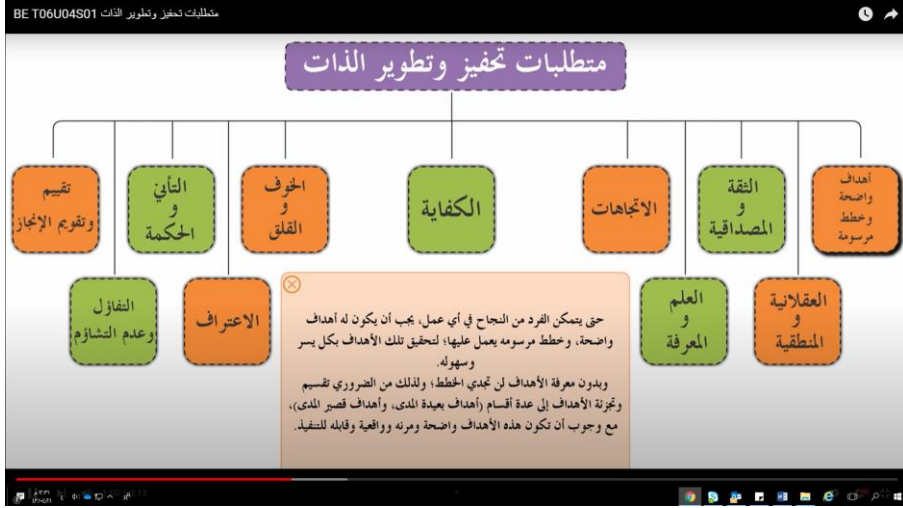 BE T06U04S01 متطلبات تحفيز وتطوير الذات
متطلبات تحفيز وتطوير الذات
أهداف
واضحة
وخطط
مرسومة
الثقة
و
المصداقية
الاتجاهات
الكفاية
الخوف
و
القلق
التأني
و
الحكمة
تقييم
وتقويم الإنجاز
العقلانية
و
المنطقية
العلم
و
المعرفة
الاعتراف
التفاؤل
وعدم التشاؤم
حتى يتمكن الفرد من النجاح في أي عمل، يجب أن يكون له أهداف
واضحة، وخطط مرسومه يعمل عليها؛ لتحقيق تلك الأهداف بكل يسر
وسهوله.
وبدون معرفة الأهداف لن تجدي الخطط؛ ولذلك من الضروري تقسيم
وتجزئة الأهداف إلى عدة أقسام (أهداف بعيدة المدى، وأهداف قصير المدى)،
مع وجوب أن تكون هذه الأهداف واضحة ومرنه وواقعية وقابله للتنفيذ.